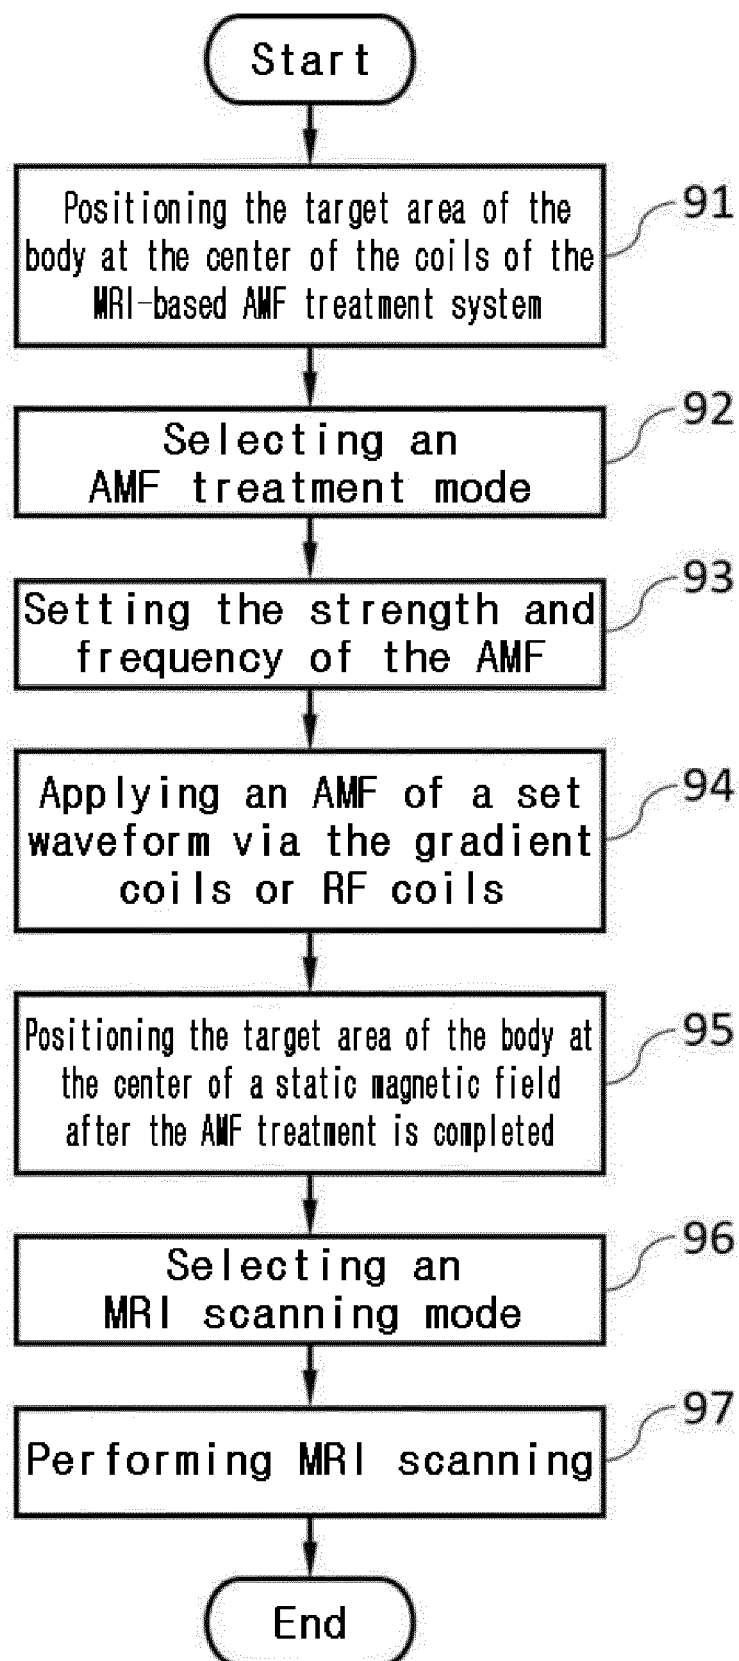 Start
91
Positioning the target area of the
body at the center of the coils of the
MRI-based AMF treatment system
92
Selecting an
AMF treatment mode
93
Setting the strength and
frequency of the AMF
94
Applying an AMF of a set
waveform via the gradient
coils or RF coils
95
Positioning the target area of the body at
the center of a static magnetic field
after the AMF treatment is completed
96
Selecting an
MRI scanning mode
97
Performing MRI scanning
End